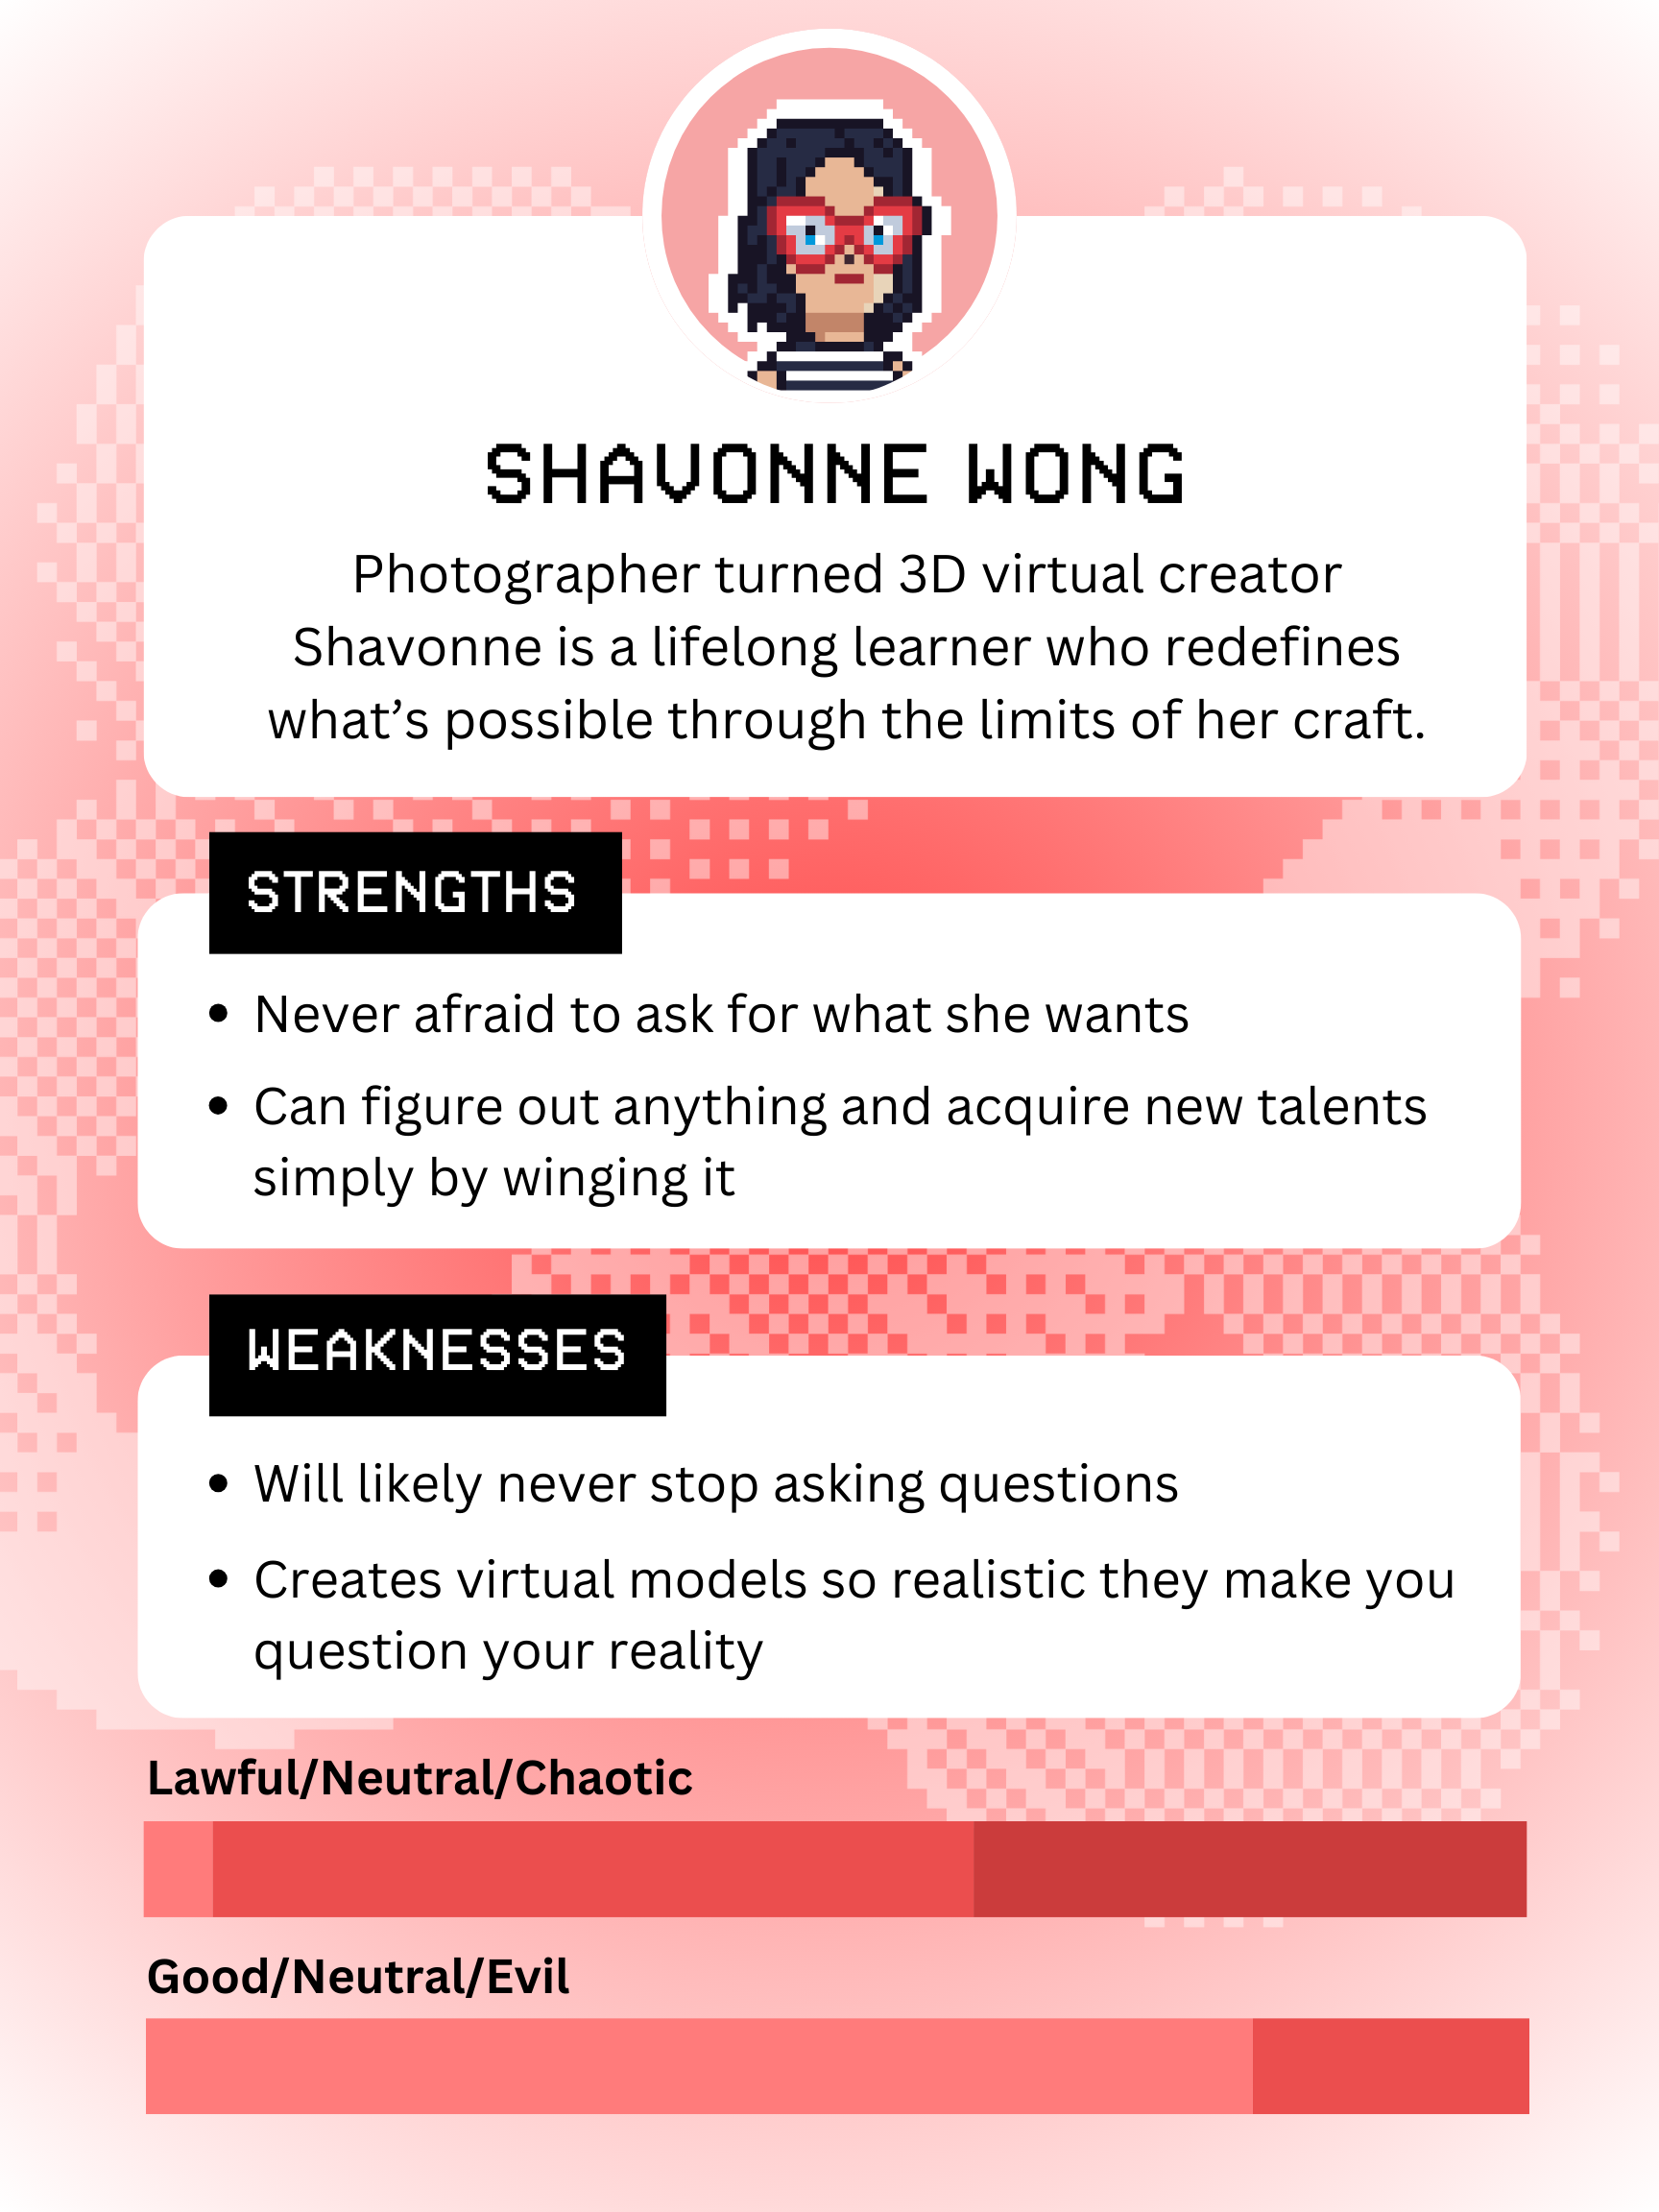 SHAVONNE WONG
Photographer turned 3D virtual creator
Shavonne is a lifelong learner who redefines
what’s possible through the limits of her craft.
STRENGTHS
• Never afraid to ask for what she wants
• Can figure out anything and acquire new talents
simply by winging it
WEAKNESSES
• Will likely never stop asking questions
• Creates virtual models so realistic they make you
question your reality
Lawful/Neutral/Chaotic
Good/Neutral/Evil